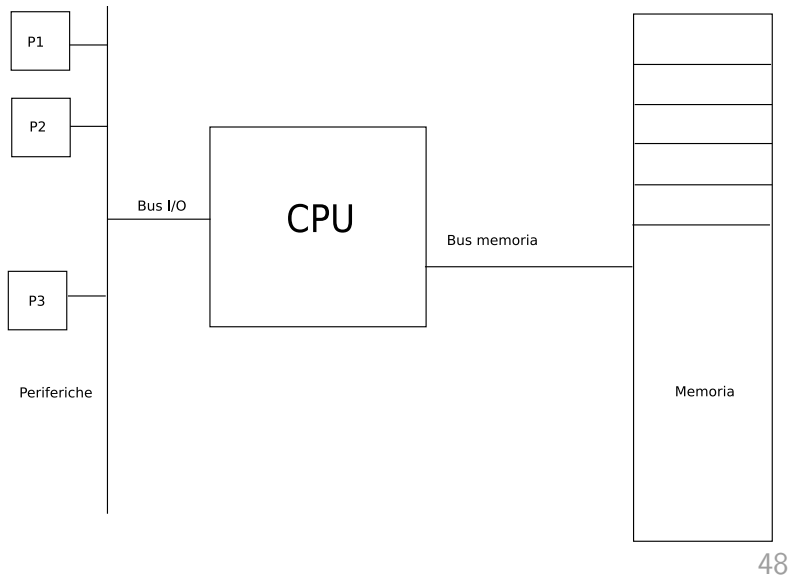 P1
P2
Bus I/O
CPU
Bus memoria
P3
Periferiche
Memoria
48